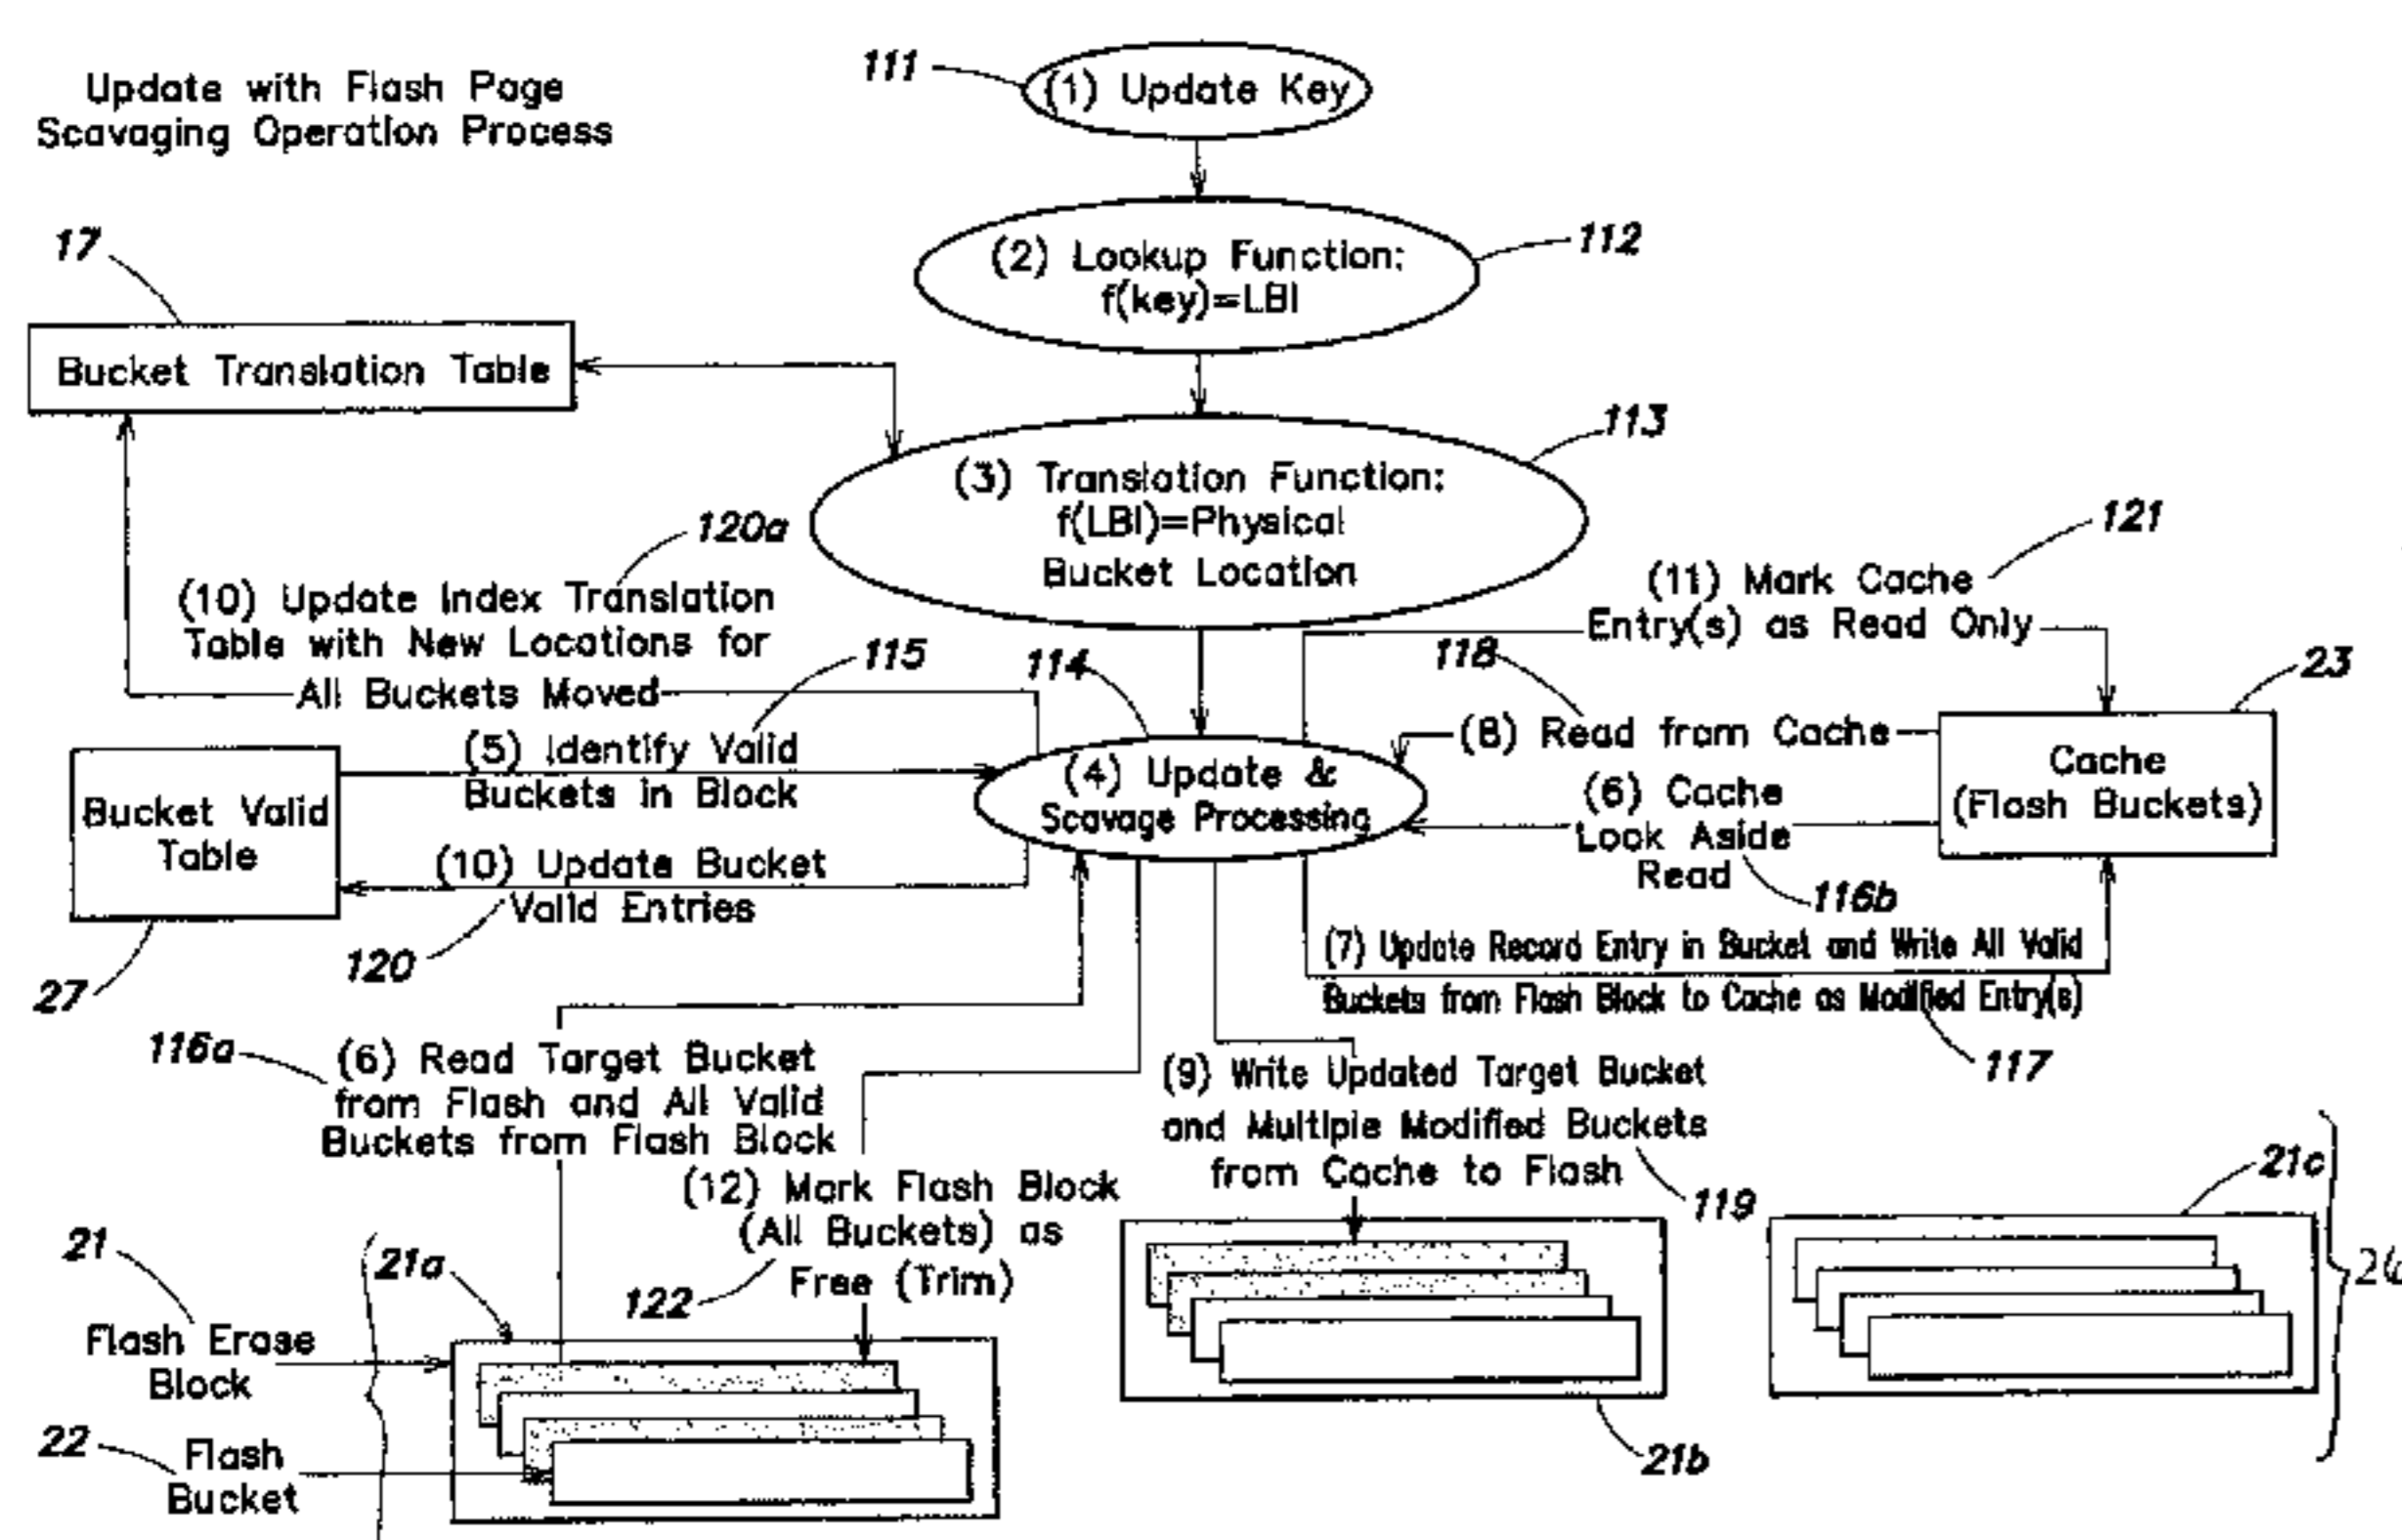 Update with Flash Page
Scavaging Operation Process
111
(1) Update Key
112
(2) Lookup Function:
f(key)=LBI
17
Bucket Translation Table
113
(3) Translation Function:
f(LBI)=Physical
Bucket Location
120a
(10) Update Index Translation
Table with New Locations for
All Buckets Moved
121
(11) Mark Cache
Entry(s) as Read Only
115
114
118
23
(8) Read from Cache
Cache
(Flash Buckets)
(5) Identify Valid
Buckets in Block
(4) Update &
Scavage Processing
(6) Cache
Look Aside
Read
116b
Bucket Valid
Table
(10) Update Bucket
Valid Entries
120
27
(7) Update Record Entry in Bucket and Write All Valid
Buckets from Flash Block to Cache as Modified Entry(s)
117
116a
(6) Read Target Bucket
from Flash and All Valid
Buckets from Flash Block
(9) Write Updated Target Bucket
and Multiple Modified Buckets
from Cache to Flash
119
(12) Mark Flash Block
(All Buckets) as
Free (Trim)
122
21c
21
21a
Flash Erase
Block
22
Flash
Bucket
21b